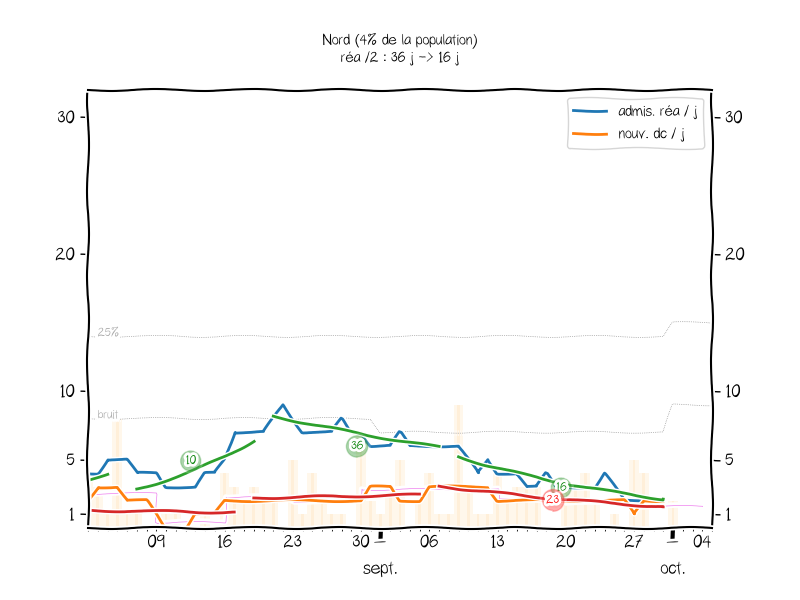 Nord (4% de la population)
réa /2 : 36 j -> 16 j
admis. réa / j
nouv. dc / j
30
30
20
20
25%
10
10
bruit
10
36
5
5
16
23
1
1
09 16 23 30 06 13 20 27 04
sept. oct.